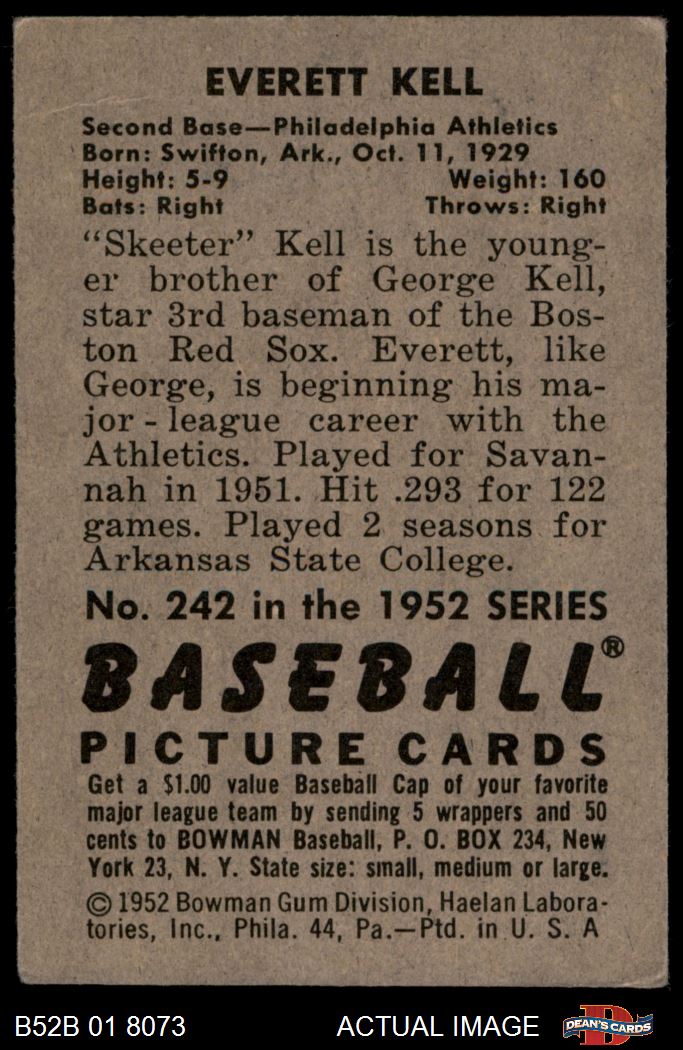 EVERETT KELL
Second Base—Philadelphia Athletics
Born: Swifton, Ark., Oct. 11, 1929
Height: 5-9 Weight: 160
Bats: Right Throws: Right
"Skeeter" Kell is the young-
er brother of George Kell,
star 3rd baseman of the Bos-
ton Red Sox. Everett, like
George, is beginning his ma-
jor-league career with the
Athletics. Played for Savan-
nah in 1951. Hit .293 for 122
games. Played 2 seasons for
Arkansas State College.
No. 242 in the 1952 SERIES
BASEBALL®
PICTURE CARDS
Get a $1.00 value Baseball Cap of your favorite
major league team by sending 5 wrappers and 50
cents to BOWMAN Baseball, P. O. BOX 234, New
York 23, N. Y. State size: small, medium or large.
© 1952 Bowman Gum Division, Haelan Labora-
tories, Inc., Phila. 44, Pa.—Ptd. in U. S. A
B52B 01 8073 ACTUAL IMAGE D DEAN'S CARDS